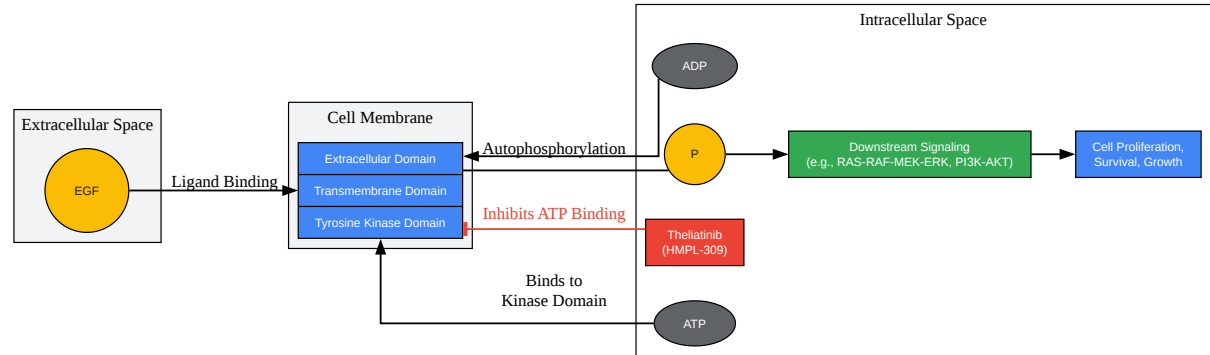 Intracellular Space
ADP
Extracellular Space
EGF
Ligand Binding
Cell Membrane
Extracellular Domain
Transmembrane Domain
Tyrosine Kinase Domain
Autophosphorylation
P
Downstream Signaling
(e.g., RAS-RAF-MEK-ERK, PI3K-AKT)
Cell Proliferation,
Survival, Growth
Inhibits ATP Binding
Theliatinib
(HMPL-309)
Binds to
Kinase Domain
ATP